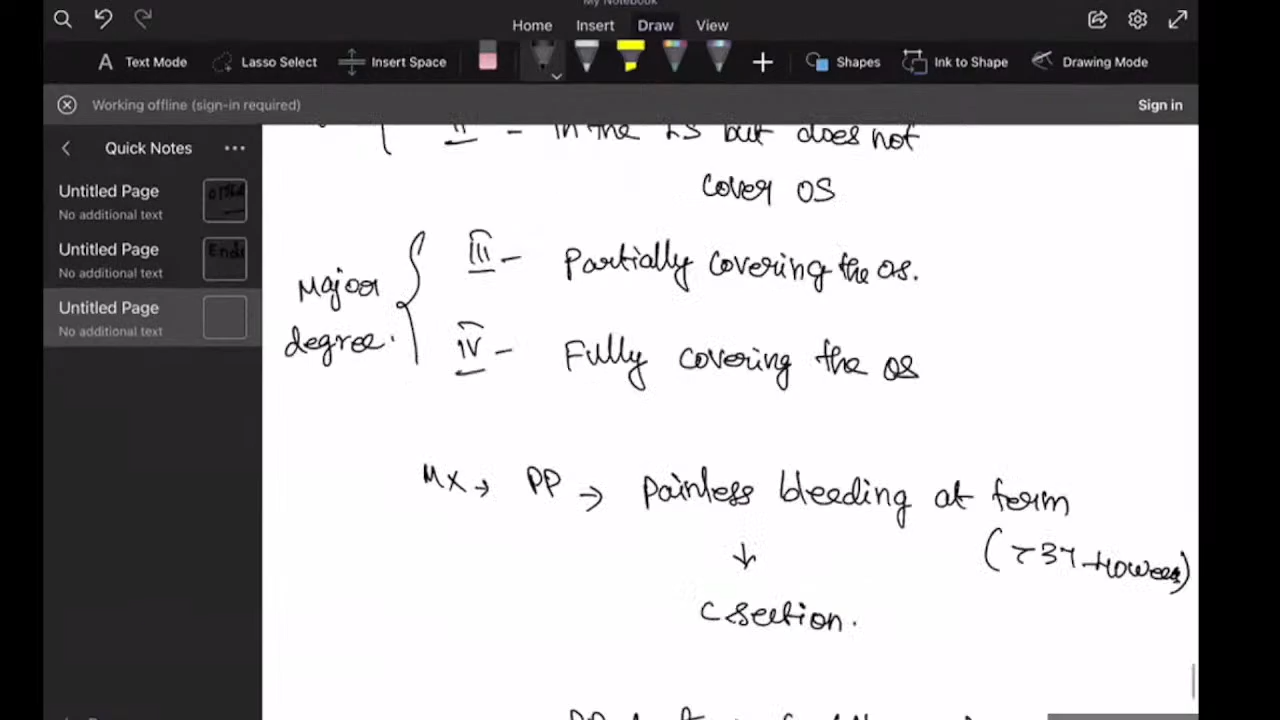 My Notebook
Home Insert Draw View
Text Mode Lasso Select Insert Space Shapes Ink to Shape Drawing Mode
Working offline (sign-in required) Sign in
Quick Notes
Untitled Page
No additional text
Untitled Page
No additional text
Untitled Page
No additional text
II - in the LS but does not
cover OS
Major degree.
III - Partially covering the os.
IV - Fully covering the os
Mx → PP → Painless bleeding at term
(>37
↓
C section.